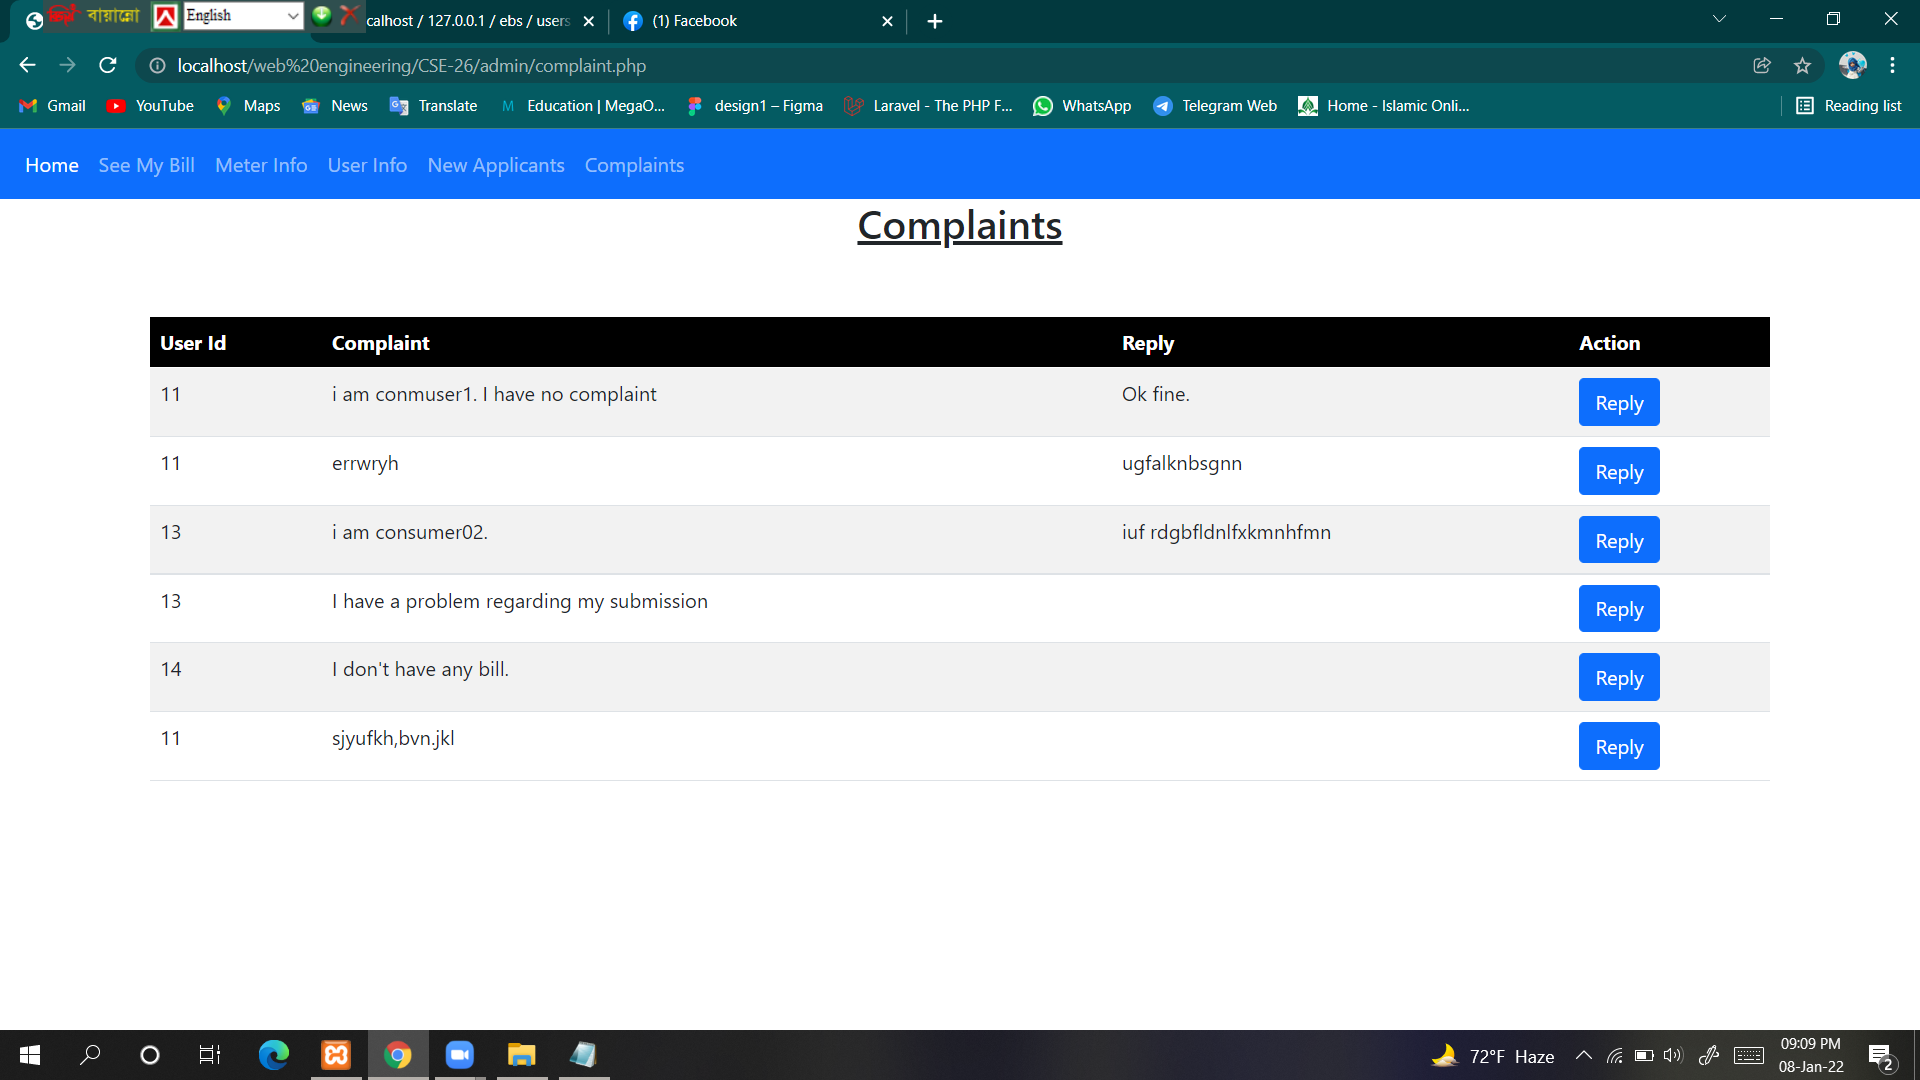 বায়ান্নো English
calhost / 127.0.0.1 / ebs / users
(1) Facebook
localhost/web%20engineering/CSE-26/admin/complaint.php
Gmail YouTube Maps News Translate Education | MegaO... design1 – Figma Laravel - The PHP F... WhatsApp Telegram Web Home - Islamic Onli... Reading list
Home See My Bill Meter Info User Info New Applicants Complaints
Complaints
User Id Complaint Reply Action
11 i am conmuser1. I have no complaint Ok fine. Reply
11 errwryh ugfalknbsgnn Reply
13 i am consumer02. iuf rdgbfldnlfxkmnhfmn Reply
13 I have a problem regarding my submission Reply
14 I don't have any bill. Reply
11 sjyufkh,bvn.jkl Reply
72°F Haze
09:09 PM
08-Jan-22
2